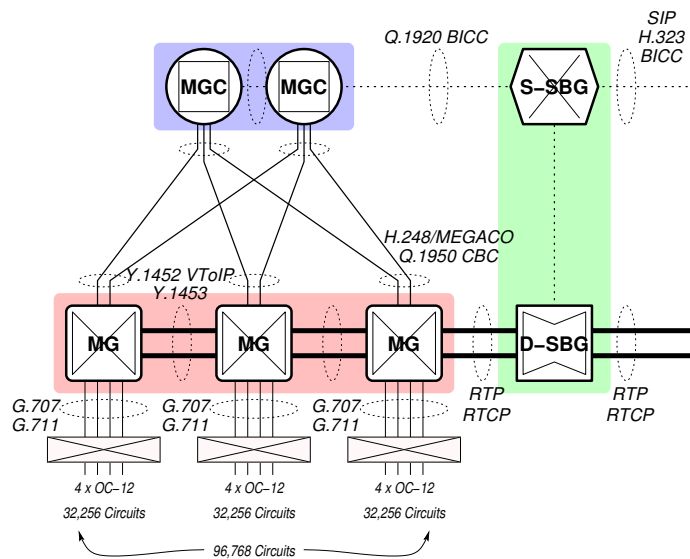 SIP
H.323
BICC
Q.1920 BICC
MGC
MGC
S–SBG
H.248/MEGACO
Q.1950 CBC
Y.1452 VToIP
Y.1453
MG
MG
MG
D–SBG
RTP
RTCP
RTP
RTCP
G.707
G.711
G.707
G.711
G.707
G.711
4 x OC–12
4 x OC–12
4 x OC–12
32,256 Circuits
32,256 Circuits
32,256 Circuits
96,768 Circuits